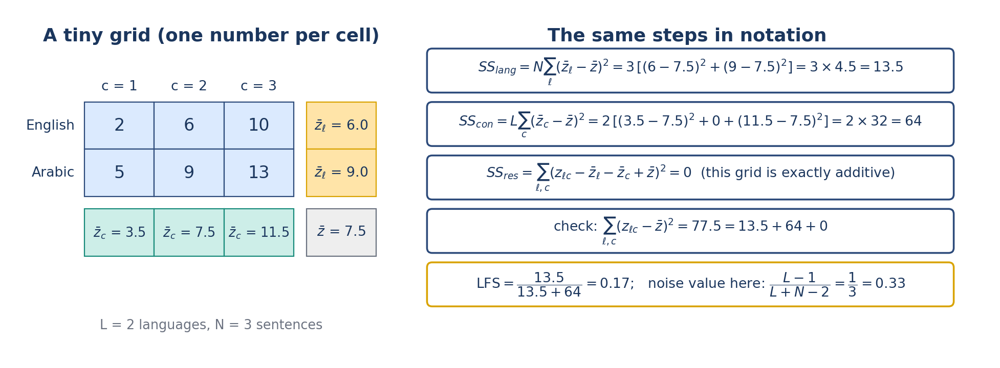 A tiny grid (one number per cell)
c = 1 c = 2 c = 3
English 2 6 10 z̄ℓ = 6.0
Arabic 5 9 13 z̄ℓ = 9.0
z̄c = 3.5 z̄c = 7.5 z̄c = 11.5 z̄ = 7.5
L = 2 languages, N = 3 sentences
The same steps in notation
SS_lang = N∑_ℓ(z̄_ℓ − z̄)² = 3 [(6 − 7.5)² + (9 − 7.5)²] = 3 × 4.5 = 13.5
SS_con = L∑_c(z̄_c − z̄)² = 2 [(3.5 − 7.5)² + 0 + (11.5 − 7.5)²] = 2 × 32 = 64
SS_res = ∑_ℓ,c(z_ℓc − z̄_ℓ − z̄_c + z̄)² = 0 (this grid is exactly additive)
check: ∑_ℓ,c(z_ℓc − z̄)² = 77.5 = 13.5 + 64 + 0
LFS = 13.5/(13.5 + 64) = 0.17; noise value here: (L − 1)/(L + N − 2) = 1/3 = 0.33